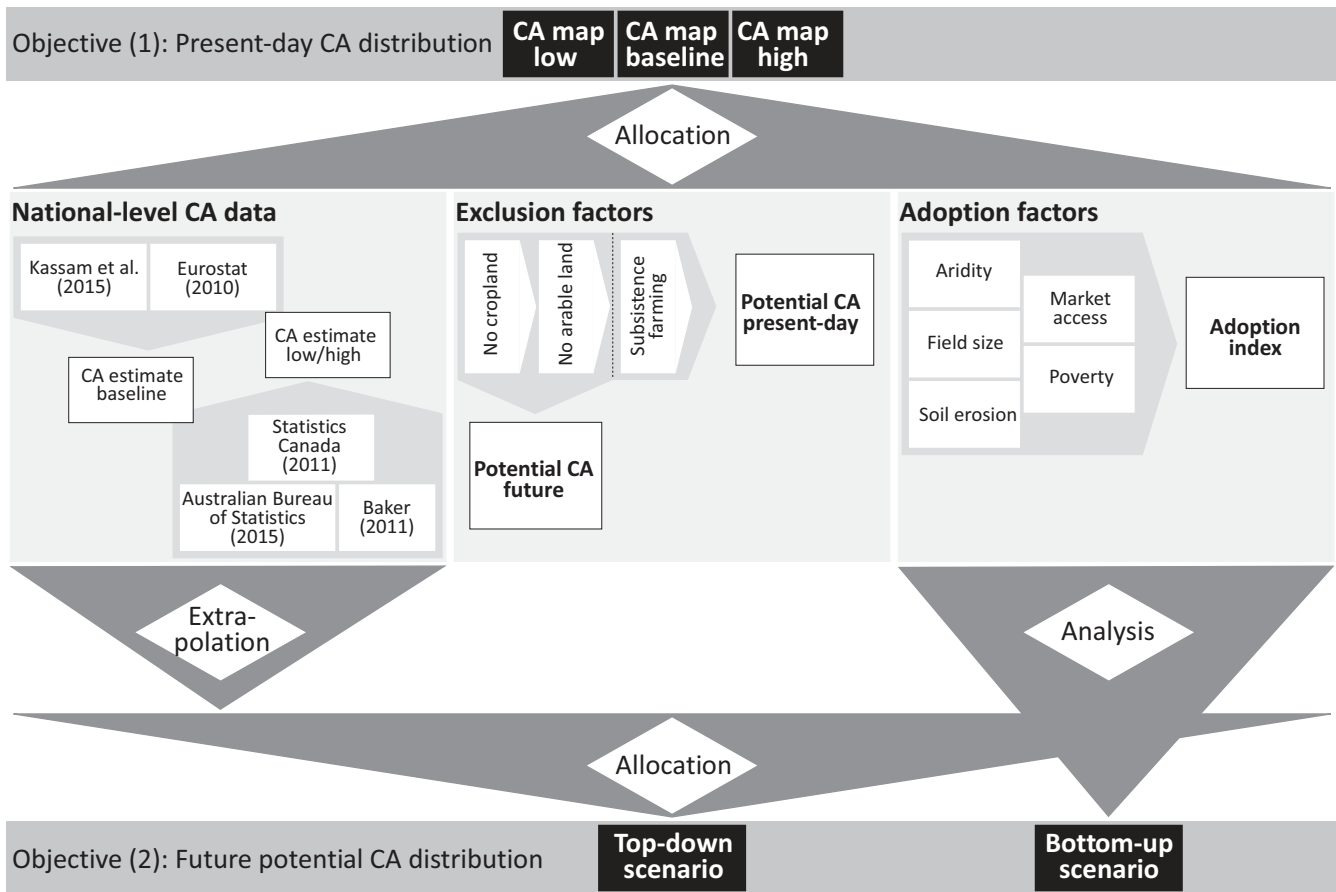 Objective (1): Present-day CA distribution
CA map
low
CA map
baseline
CA map
high
Allocation
National-level CA data
Kassam et al.
(2015)
Eurostat
(2010)
CA estimate
low/high
CA estimate
baseline
Statistics
Canada
(2011)
Australian Bureau
of Statistics
(2015)
Baker
(2011)
Exclusion factors
No cropland
No arable land
Subsistence
farming
Potential CA
present-day
Potential CA
future
Adoption factors
Aridity
Field size
Soil erosion
Market
access
Poverty
Adoption
index
Extra-
polation
Analysis
Allocation
Objective (2): Future potential CA distribution
Top-down
scenario
Bottom-up
scenario